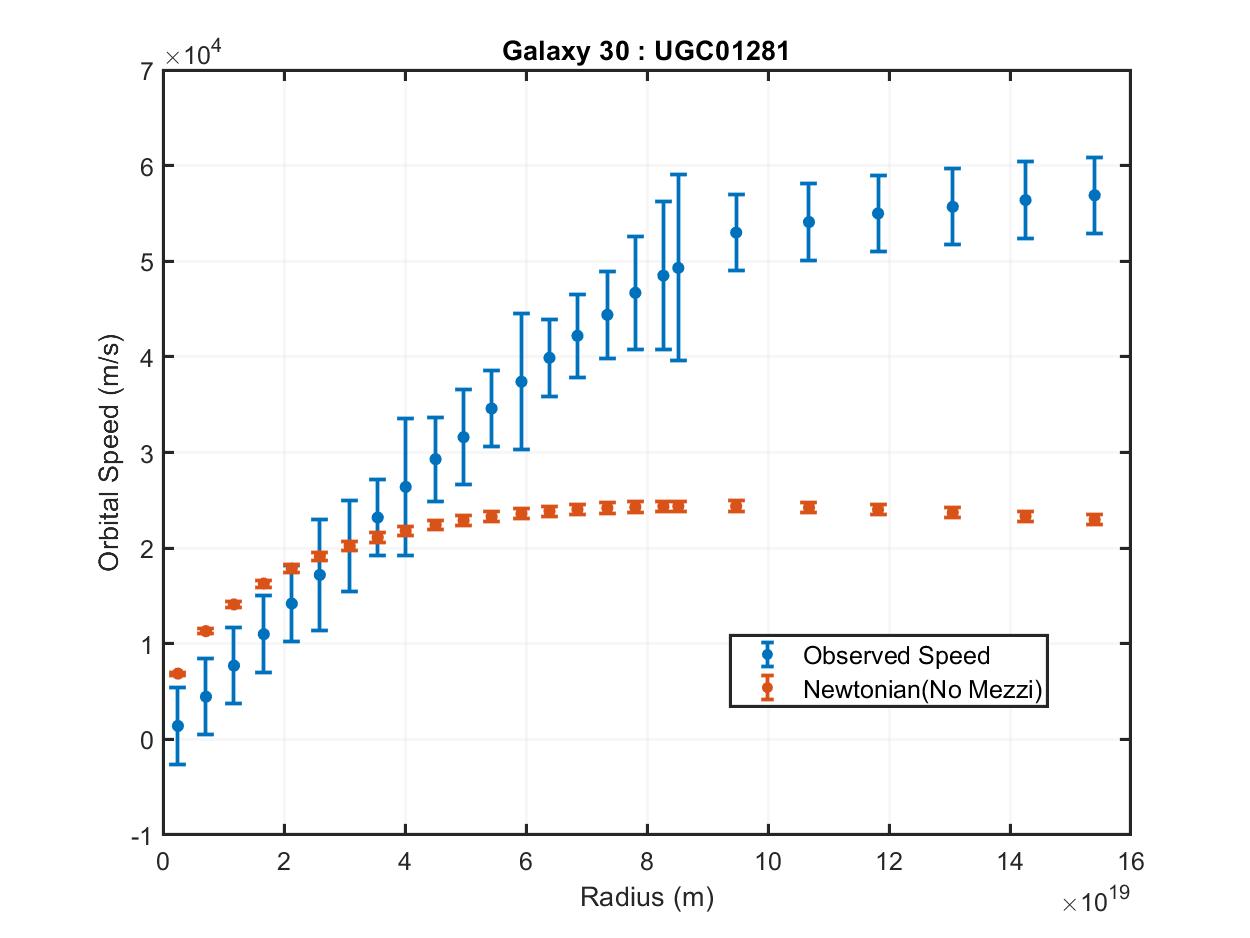 Galaxy 30 : UGC01281
×10⁴
7
6
5
4
3
2
1
0
-1
Orbital Speed (m/s)
Observed Speed
Newtonian(No Mezzi)
0 2 4 6 8 10 12 14 16
Radius (m)
×10¹⁹